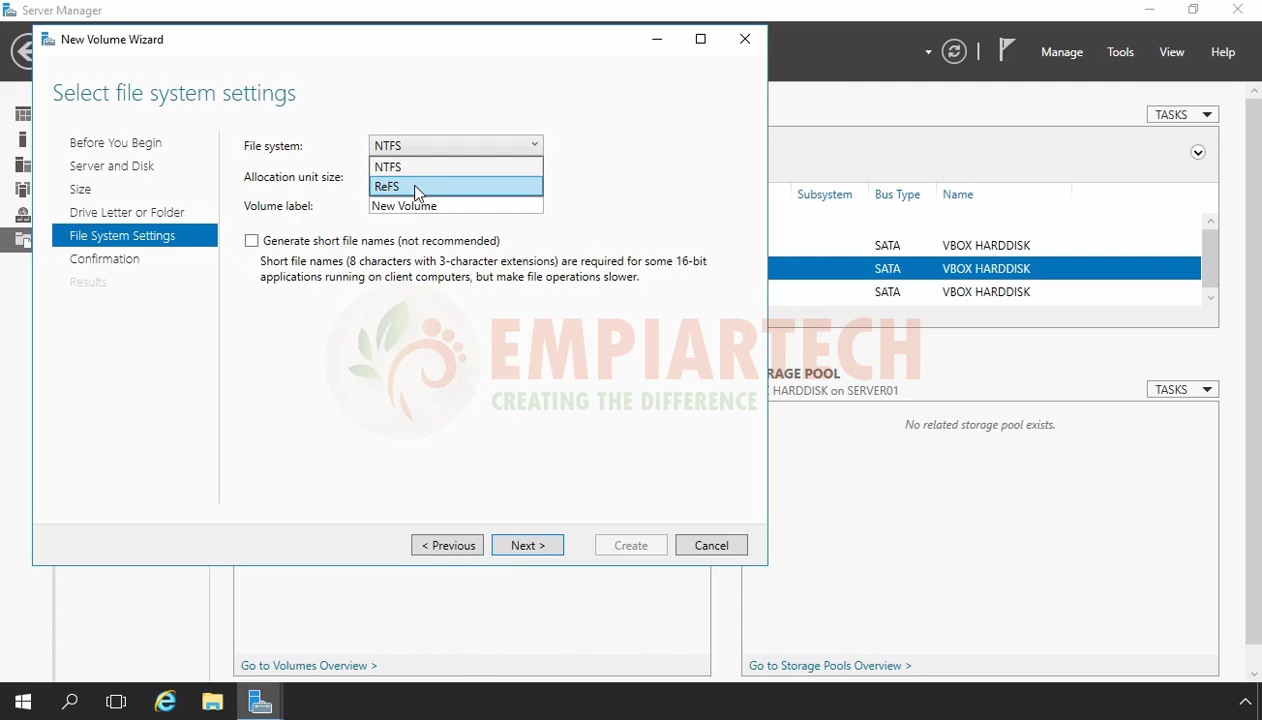 Server Manager
New Volume Wizard
Manage
Tools
View
Help
Select file system settings
Before You Begin
Server and Disk
Size
Drive Letter or Folder
File System Settings
Confirmation
Results
File system:
NTFS
NTFS
ReFS
Allocation unit size:
Volume label:
New Volume
Generate short file names (not recommended)
Short file names (8 characters with 3-character extensions) are required for some 16-bit
applications running on client computers, but make file operations slower.
< Previous
Next >
Create
Cancel
TASKS
Subsystem
Bus Type
Name
SATA
VBOX HARDDISK
SATA
VBOX HARDDISK
SATA
VBOX HARDDISK
EMPIARTECH
CREATING THE DIFFERENCE
RAGE POOL
HARDDISK on SERVER01
TASKS
No related storage pool exists.
Go to Volumes Overview >
Go to Storage Pools Overview >